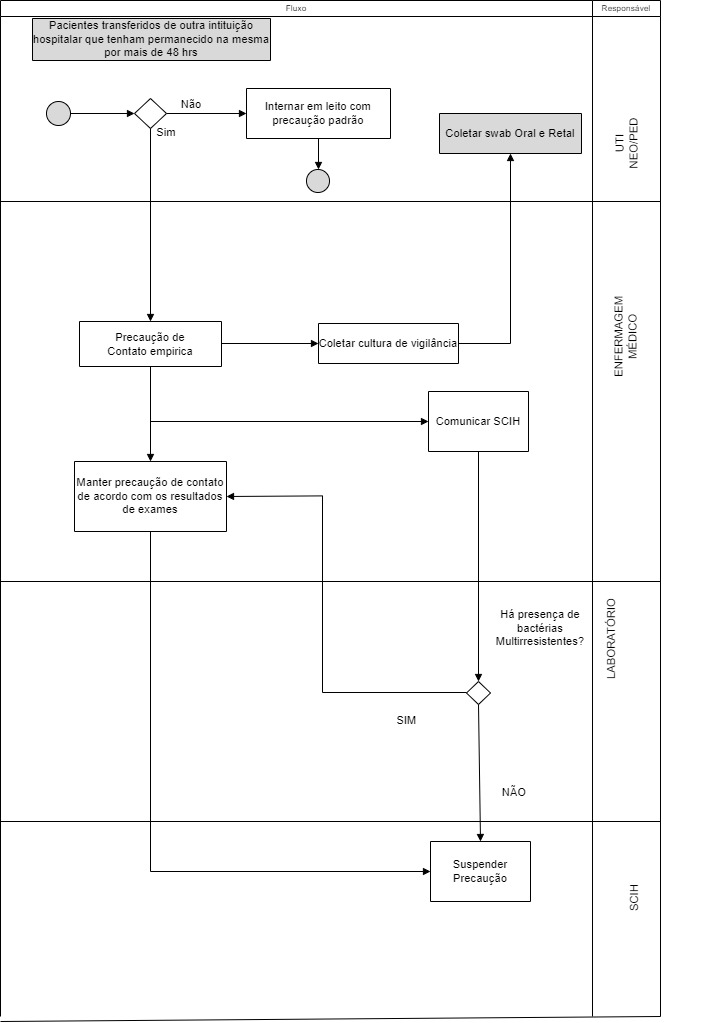 Fluxo
Responsável
Pacientes transferidos de outra intituição
hospitalar que tenham permanecido na mesma
por mais de 48 hrs
Não
Sim
Internar em leito com
precaução padrão
Coletar swab Oral e Retal
UTI
NEO/PED
Precaução de
Contato empirica
Coletar cultura de vigilância
ENFERMAGEM
MÉDICO
Comunicar SCIH
Manter precaução de contato
de acordo com os resultados
de exames
Há presença de
bactérias
Multirresistentes?
LABORATÓRIO
SIM
NÃO
Suspender
Precaução
SCIH